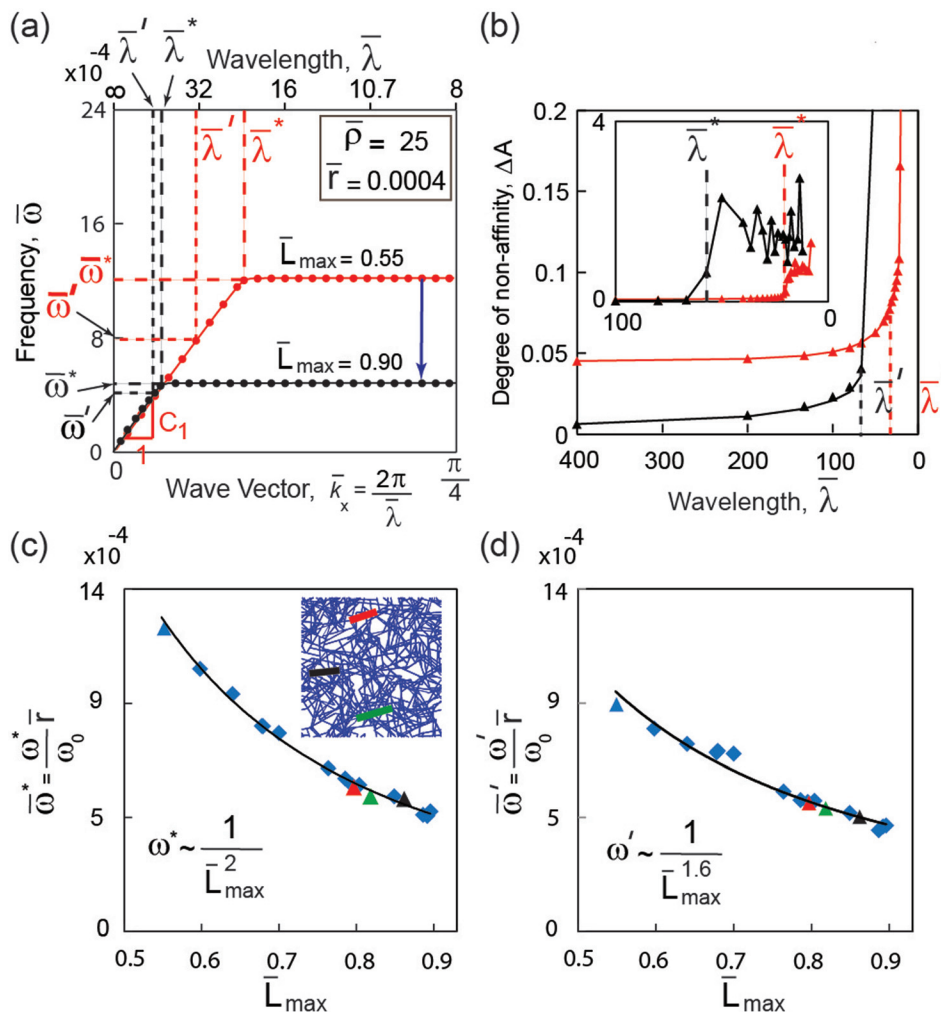 (a)
λ̄′ λ̄*
x10⁻⁴
Wavelength, λ̄
∞ 32 16 10.7 8
24
16
8
0
Frequency, ω̄
λ̄′ λ̄*
ρ̄ = 25
r̄ = 0.0004
ω̄*
ω̄′
ω̄*
ω̄′
L̄max = 0.55
L̄max = 0.90
C₁
1
0 π/4
Wave Vector, k̄x = 2π/λ̄
(b)
Degree of non-affinity, ΔA
0.2
0.15
0.1
0.05
0
4
0
100 0
λ̄* λ̄*
λ̄′ λ̄
400 300 200 100 0
Wavelength, λ̄
(c)
x10⁻⁴
14
9
5
0
ω̄* = ω*/ω₀ r̄
ω* ~ 1/L̄max²
0.5 0.6 0.7 0.8 0.9
L̄max
(d)
x10⁻⁴
14
9
5
0
ω̄′ = ω′/ω₀ r̄
ω′ ~ 1/L̄max^1.6
0.5 0.6 0.7 0.8 0.9
L̄max